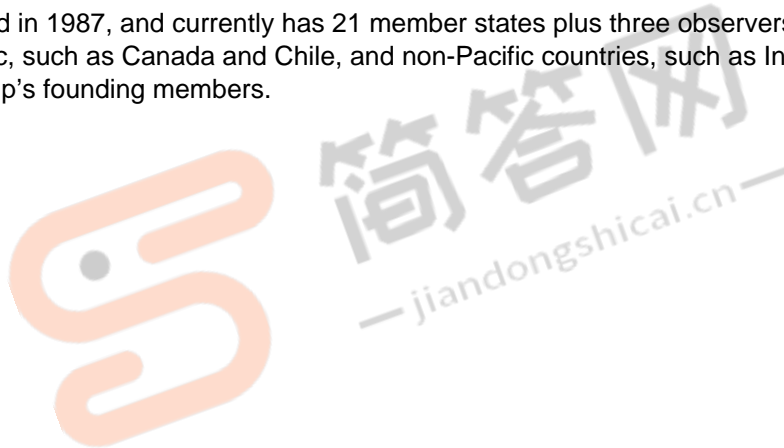 d in 1987, and currently has 21 member states plus three observers
c, such as Canada and Chile, and non-Pacific countries, such as In
p's founding members.
简答网
jiandongshicai.cn